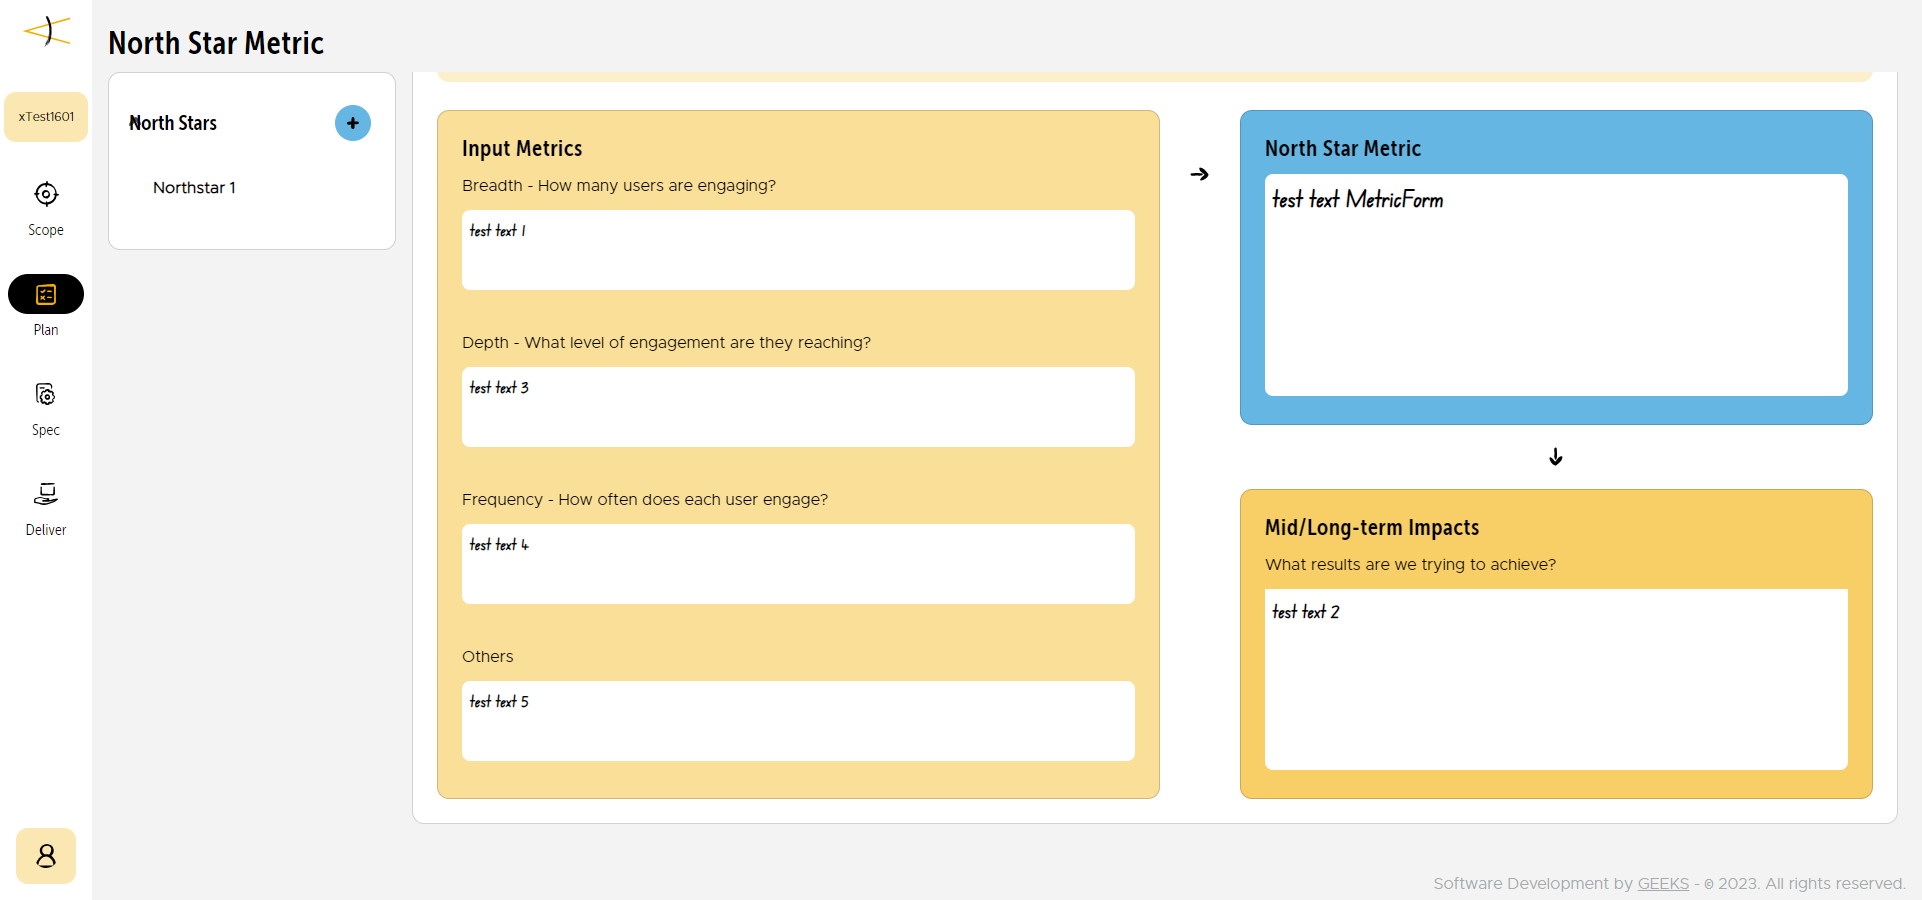 North Star Metric
xTest1601
Scope
Plan
Spec
Deliver
North Stars
+
Northstar 1
Input Metrics
Breadth - How many users are engaging?
test text 1
Depth - What level of engagement are they reaching?
test text 3
Frequency - How often does each user engage?
test text 4
Others
test text 5
North Star Metric
test text MetricForm
Mid/Long-term Impacts
What results are we trying to achieve?
test text 2
Software Development by GEEKS - © 2023. All rights reserved.